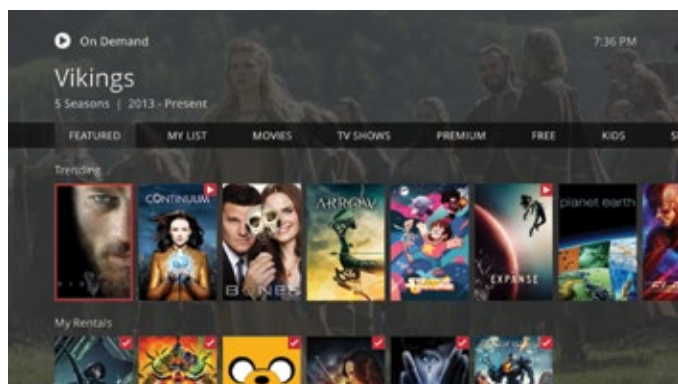 On Demand
7:36 PM
Vikings
5 Seasons | 2013 - Present
FEATURED MY LIST MOVIES TV SHOWS PREMIUM FREE KIDS
Trending
CONTINUUM
BONES
ARROW
EXPANSE
planet earth
My Rentals